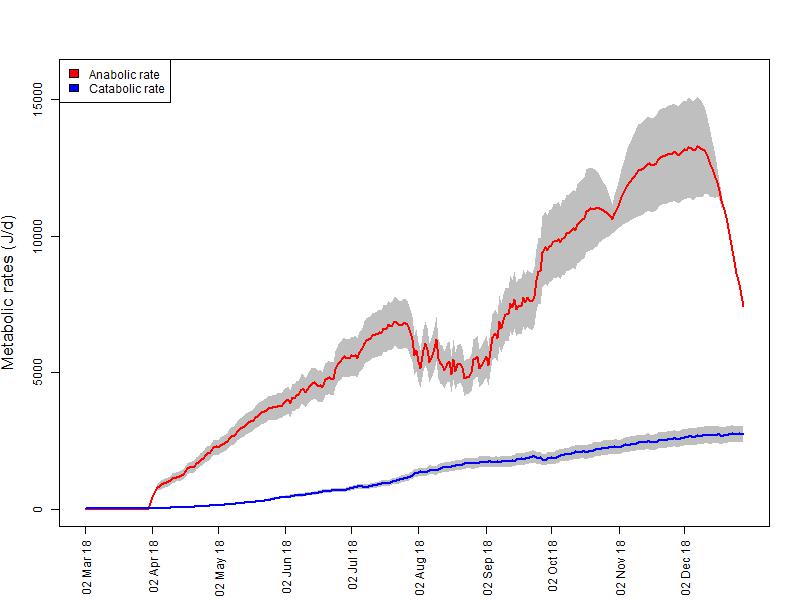 Anabolic rate
Catabolic rate
Metabolic rates (J/d)
15000
10000
5000
0
02 Mar 18
02 Apr 18
02 May 18
02 Jun 18
02 Jul 18
02 Aug 18
02 Sep 18
02 Oct 18
02 Nov 18
02 Dec 18